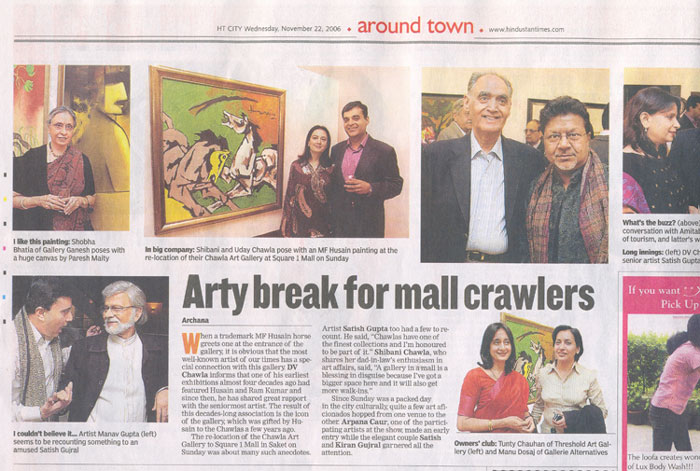 HT CITY Wednesday, November 22, 2006 • around town • www.hindustantimes.com
I like this painting: Shobha
Bhatia of Gallery Ganesh poses with
a huge canvas by Paresh Maity
In big company: Shibani and Uday Chawla pose with an MF Husain painting at the
re-location of their Chawla Art Gallery at Square 1 Mall on Sunday
What's the buzz? (above
conversation with Amitab
of tourism, and latter's w
Long innings: (left) DV Ch
senior artist Satish Gupta
Arty break for mall crawlers
Archana
When a trademark MF Husain horse
greets one at the entrance of the
gallery, it is obvious that the most
well-known artist of our times has a spe-
cial connection with this gallery. DV
Chawla informs that one of his earliest
exhibitions almost four decades ago had
featured Husain and Ram Kumar and
since then, he has shared great rapport
with the seniormost artist. The result of
this decades-long association is the icon
of the gallery, which was gifted by Hu-
sain to the Chawlas a few years ago.
The re-location of the Chawla Art
Gallery to Square 1 Mall in Saket on
Sunday was about many such anecdotes.
Artist Satish Gupta too had a few to re-
count. He said, "Chawlas have one of
the finest collections and I'm honoured
to be part of it." Shibani Chawla, who
shares her dad-in-law's enthusiasm in
art affairs, said, "A gallery in a mall is a
blessing in disguise because I've got a
bigger space here and it will also get
more walk-ins."
Since Sunday was a packed day
in the city culturally, quite a few art afi-
cionados hopped from one venue to the
other. Arpana Caur, one of the partici-
pating artists at the show, made an early
entry while the elegant couple Satish
and Kiran Gujral garnered all the
attention.
I couldn't believe it... Artist Manav Gupta (left)
seems to be recounting something to an
amused Satish Gujral
Owners' club: Tunty Chauhan of Threshold Art Gal-
lery (left) and Manu Dosaj of Gallerie Alternatives
If you want
Pick Up
The loofa creates wor
of Lux Body Wash!!!